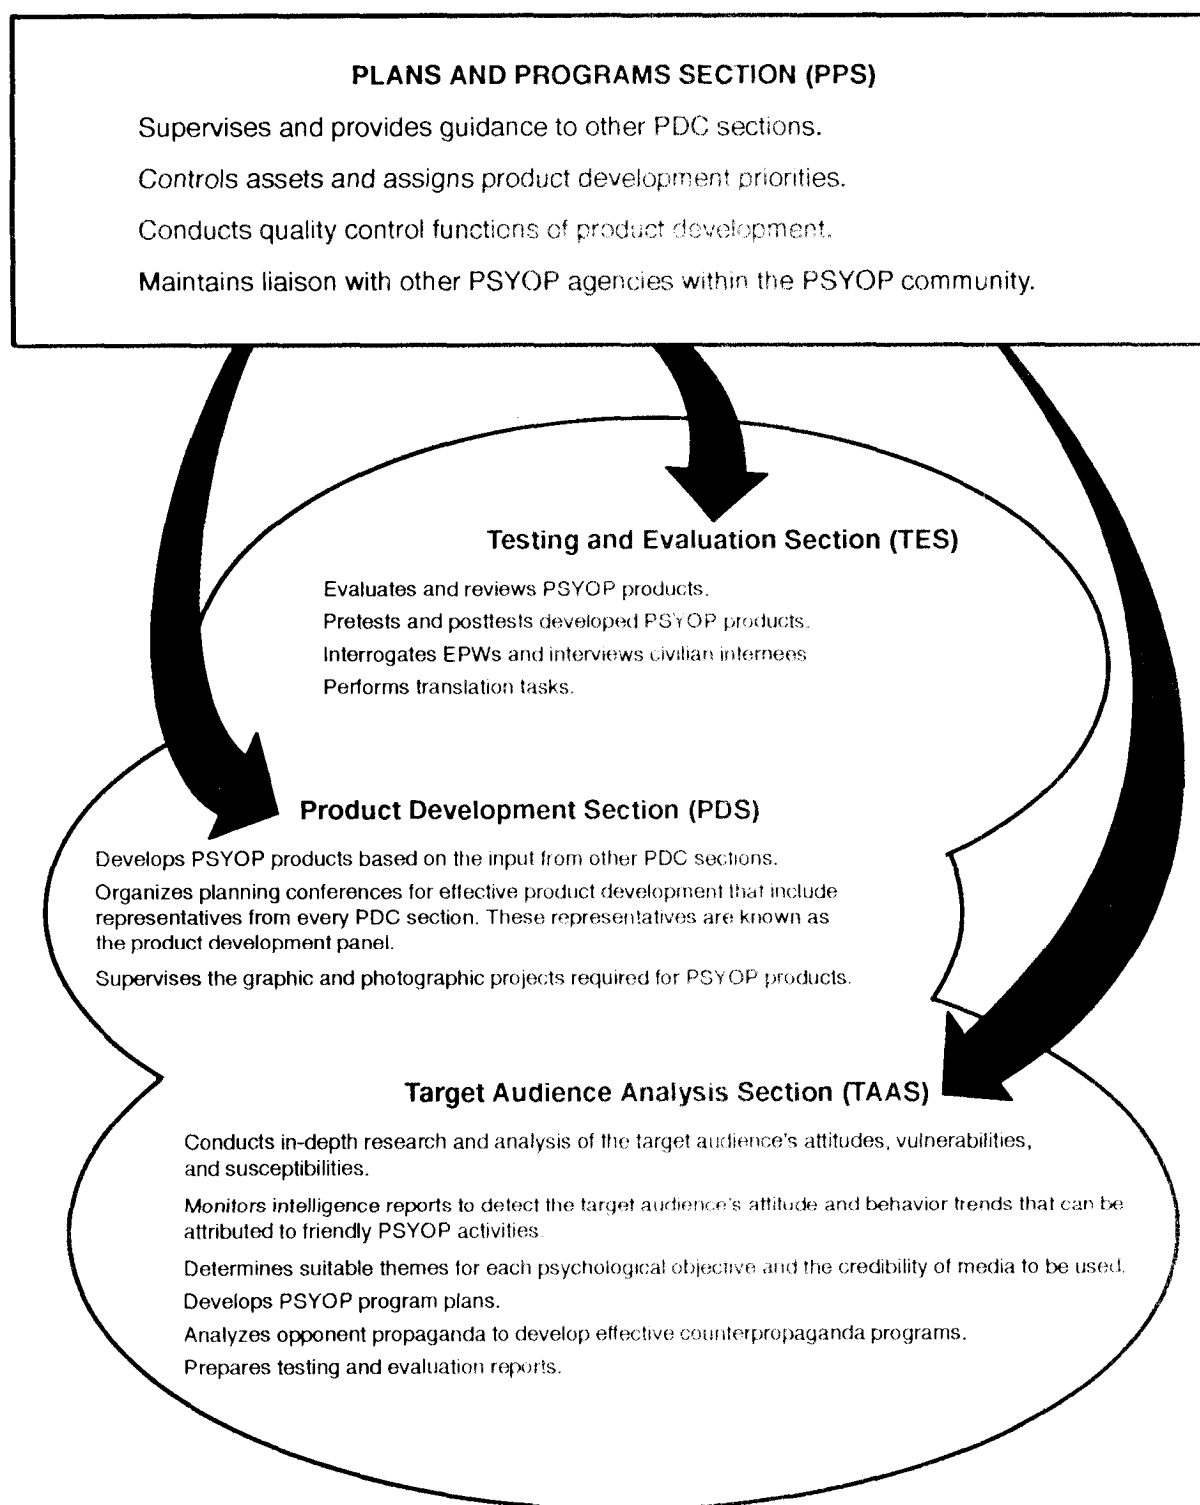 PLANS AND PROGRAMS SECTION (PPS)
Supervises and provides guidance to other PDC sections.
Controls assets and assigns product development priorities.
Conducts quality control functions of product development.
Maintains liaison with other PSYOP agencies within the PSYOP community.
Testing and Evaluation Section (TES)
Evaluates and reviews PSYOP products.
Pretests and posttests developed PSYOP products.
Interrogates EPWs and interviews civilian internees
Performs translation tasks.
Product Development Section (PDS)
Develops PSYOP products based on the input from other PDC sections.
Organizes planning conferences for effective product development that include
representatives from every PDC section. These representatives are known as
the product development panel.
Supervises the graphic and photographic projects required for PSYOP products.
Target Audience Analysis Section (TAAS)
Conducts in-depth research and analysis of the target audience's attitudes, vulnerabilities,
and susceptibilities.
Monitors intelligence reports to detect the target audience's attitude and behavior trends that can be
attributed to friendly PSYOP activities.
Determines suitable themes for each psychological objective and the credibility of media to be used.
Develops PSYOP program plans.
Analyzes opponent propaganda to develop effective counterpropaganda programs.
Prepares testing and evaluation reports.